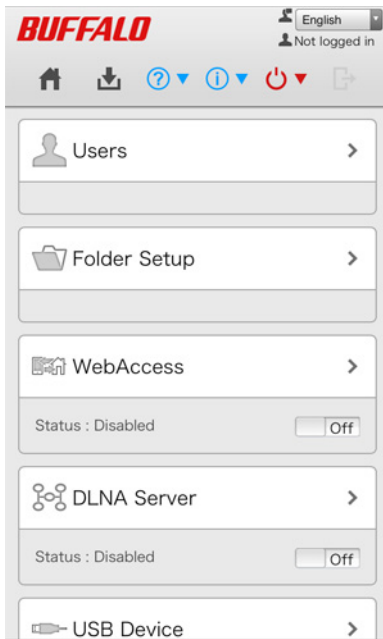 BUFFALO
English
Not logged in
Users
Folder Setup
WebAccess
Status : Disabled
Off
DLNA Server
Status : Disabled
Off
USB Device